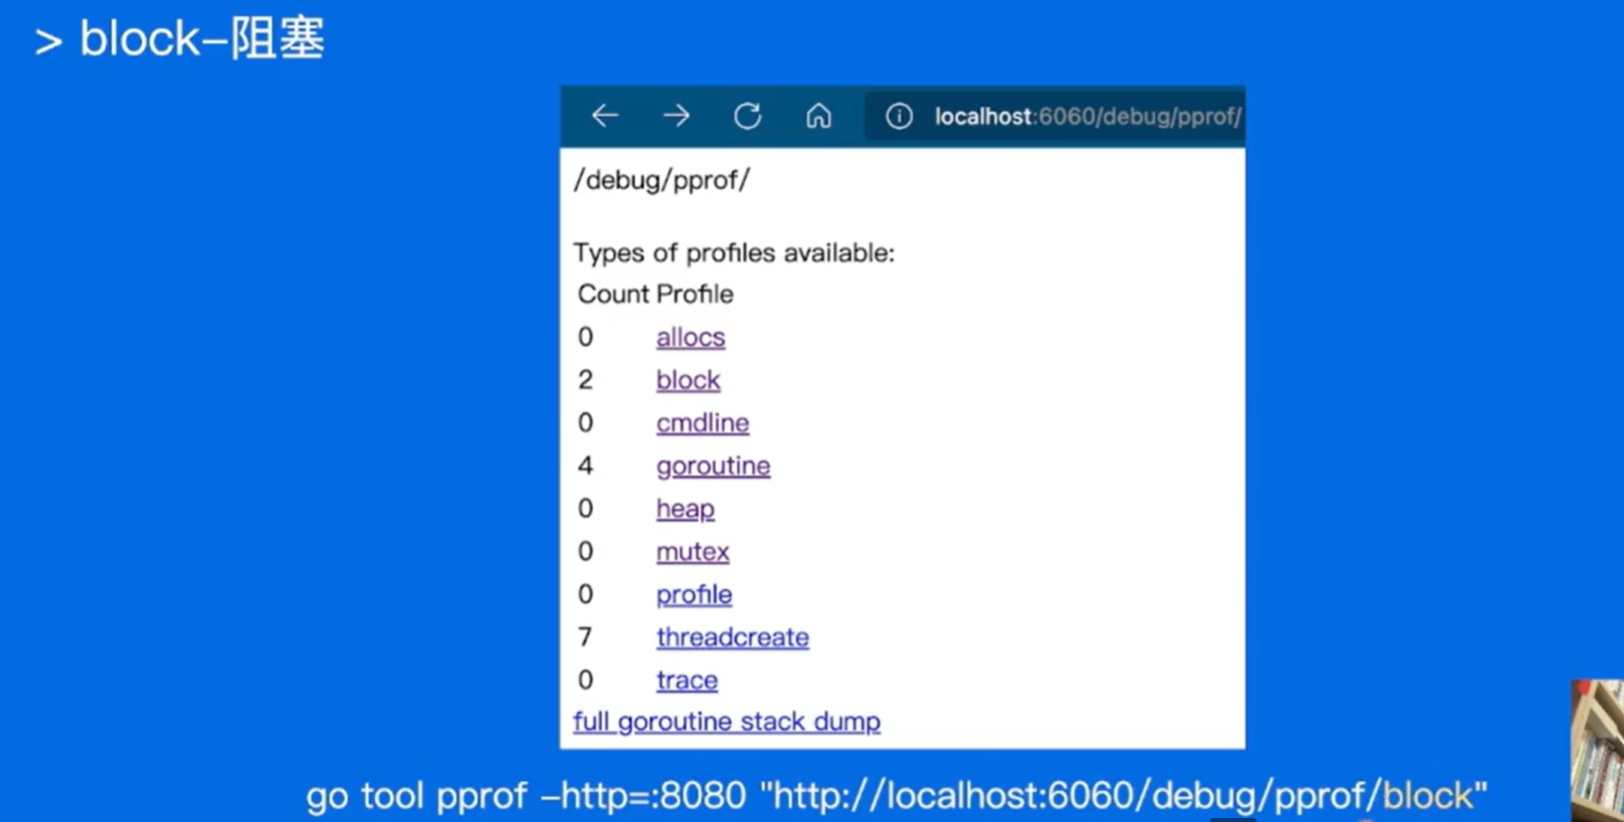 > block-阻塞
localhost:6060/debug/pprof/
/debug/pprof/
Types of profiles available:
Count Profile
0 allocs
2 block
0 cmdline
4 goroutine
0 heap
0 mutex
0 profile
7 threadcreate
0 trace
full goroutine stack dump
go tool pprof –http=:8080 "http://localhost:6060/debug/pprof/block"